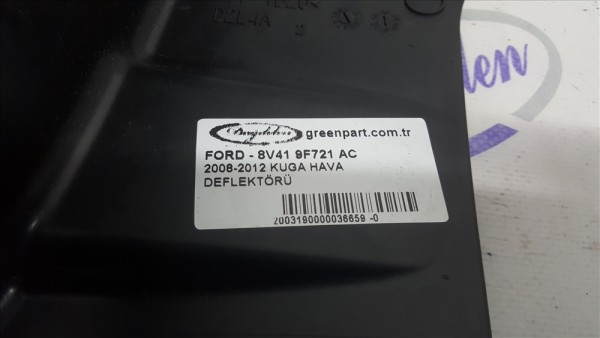 greenpart.com.tr
FORD - 8V41 9F721 AC
2008-2012 KUGA HAVA
DEFLEKTÖRÜ
2003190000036659 -0